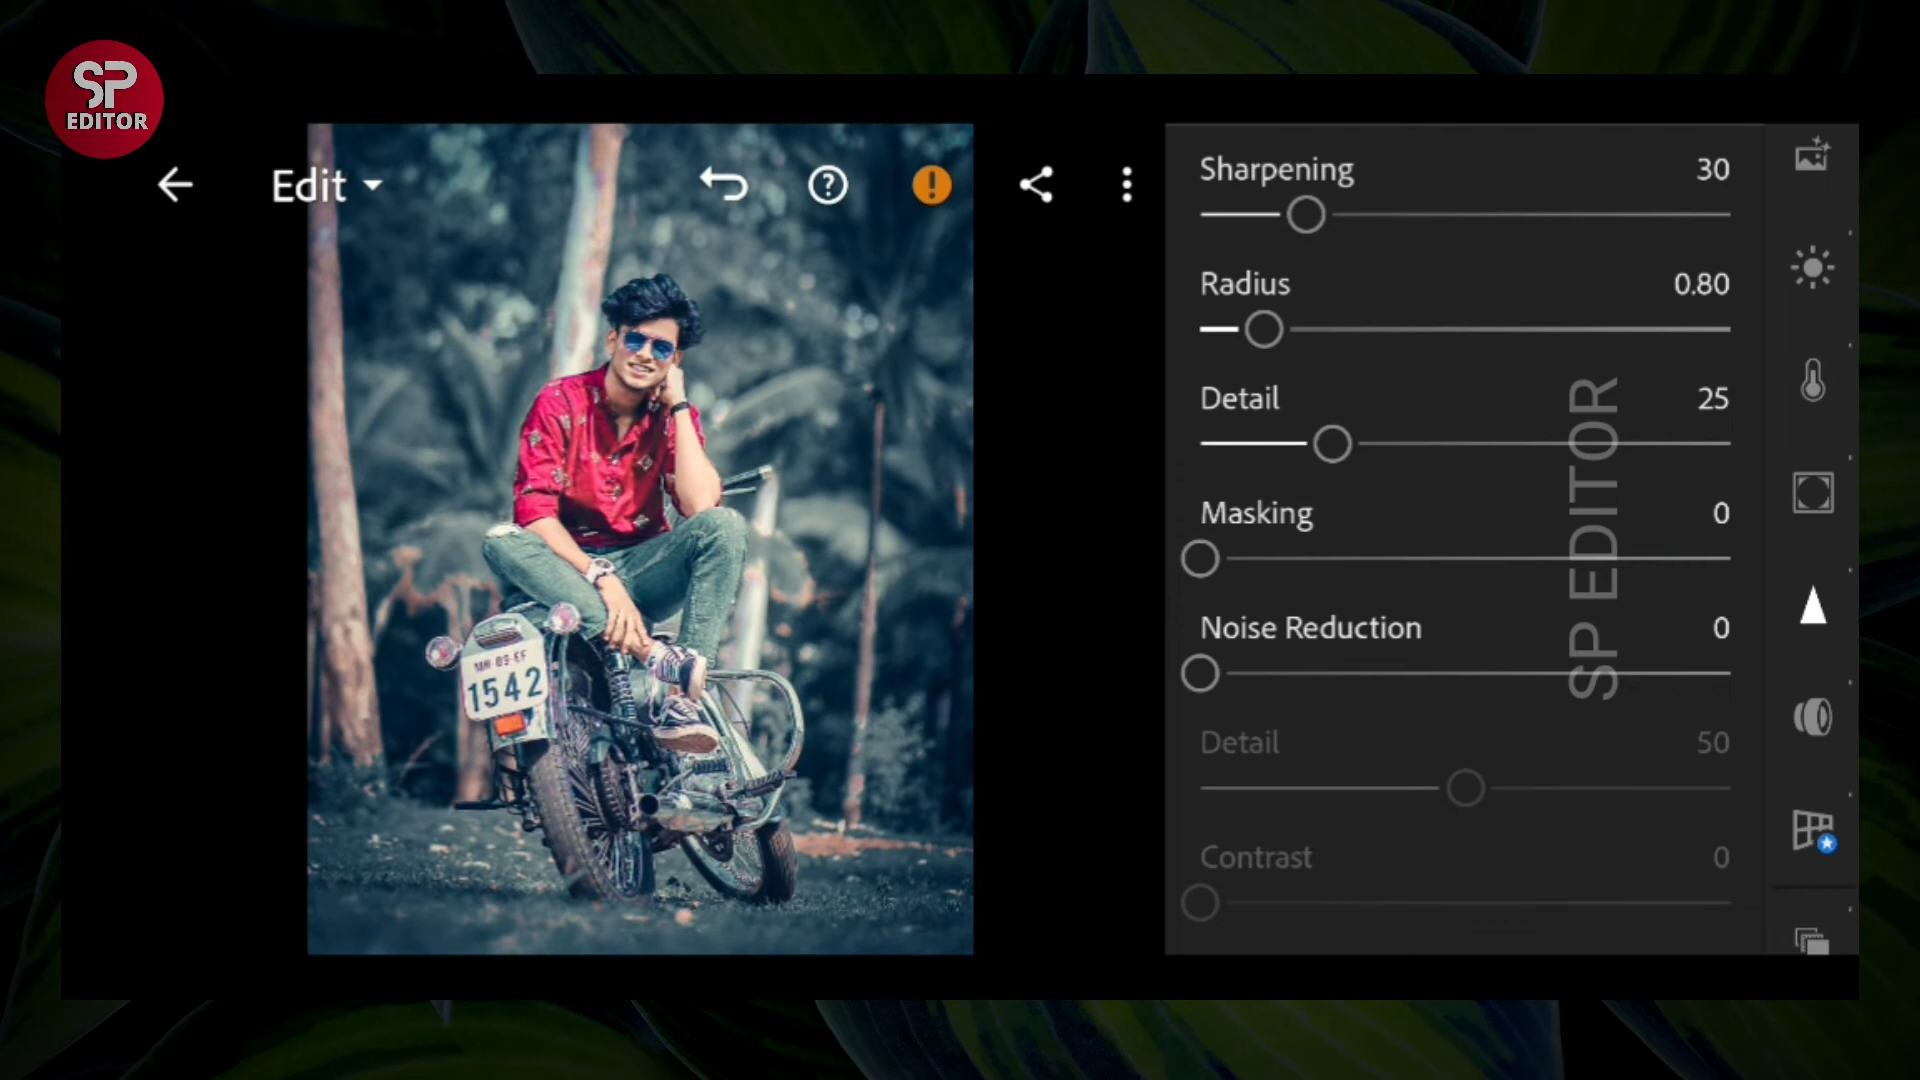 SP
EDITOR
Edit
Sharpening 30
Radius 0.80
Detail 25
Masking 0
Noise Reduction 0
Detail 50
Contrast 0
SP EDITOR
MH-09-EF
1542